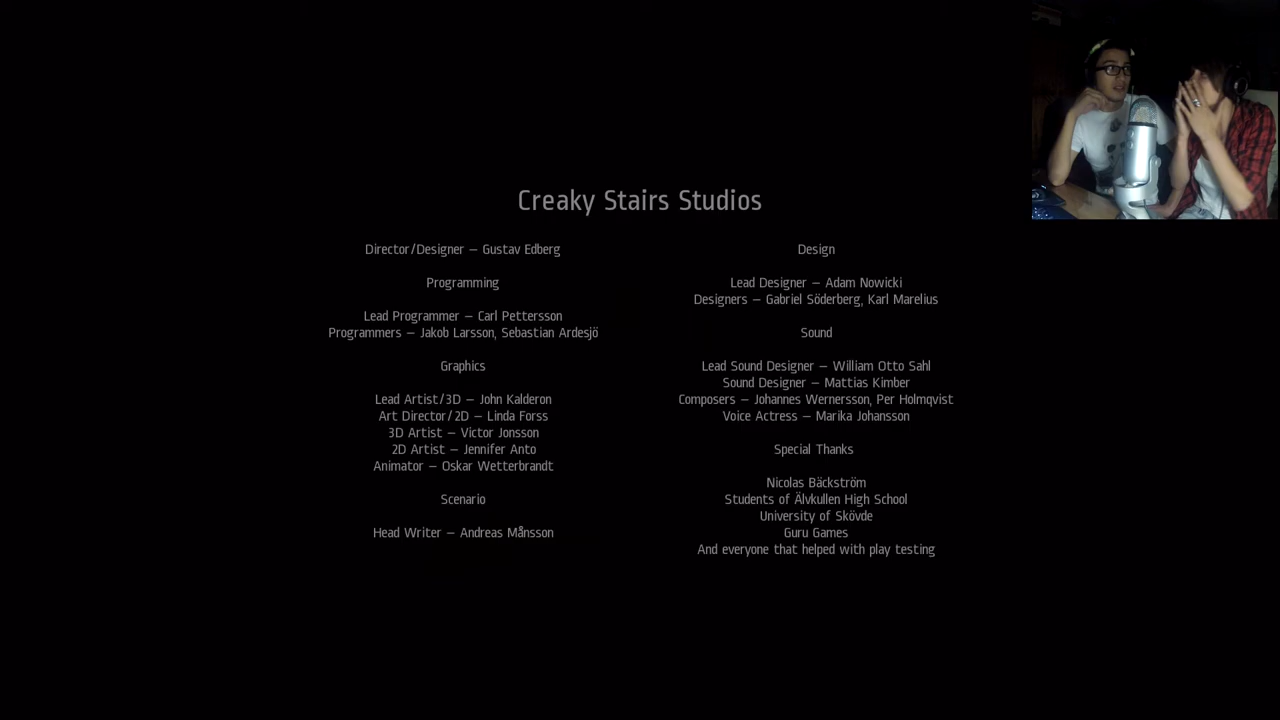 Creaky Stairs Studios
Director/Designer – Gustav Edberg
Programming
Lead Programmer – Carl Pettersson
Programmers – Jakob Larsson, Sebastian Ardesjö
Graphics
Lead Artist/3D – John Kalderon
Art Director/2D – Linda Forss
3D Artist – Victor Jonsson
2D Artist – Jennifer Anto
Animator – Oskar Wetterbrandt
Scenario
Head Writer – Andreas Månsson
Design
Lead Designer – Adam Nowicki
Designers – Gabriel Söderberg, Karl Marelius
Sound
Lead Sound Designer – William Otto Sahl
Sound Designer – Mattias Kimber
Composers – Johannes Wernersson, Per Holmqvist
Voice Actress – Marika Johansson
Special Thanks
Nicolas Bäckström
Students of Älvkullen High School
University of Skövde
Guru Games
And everyone that helped with play testing